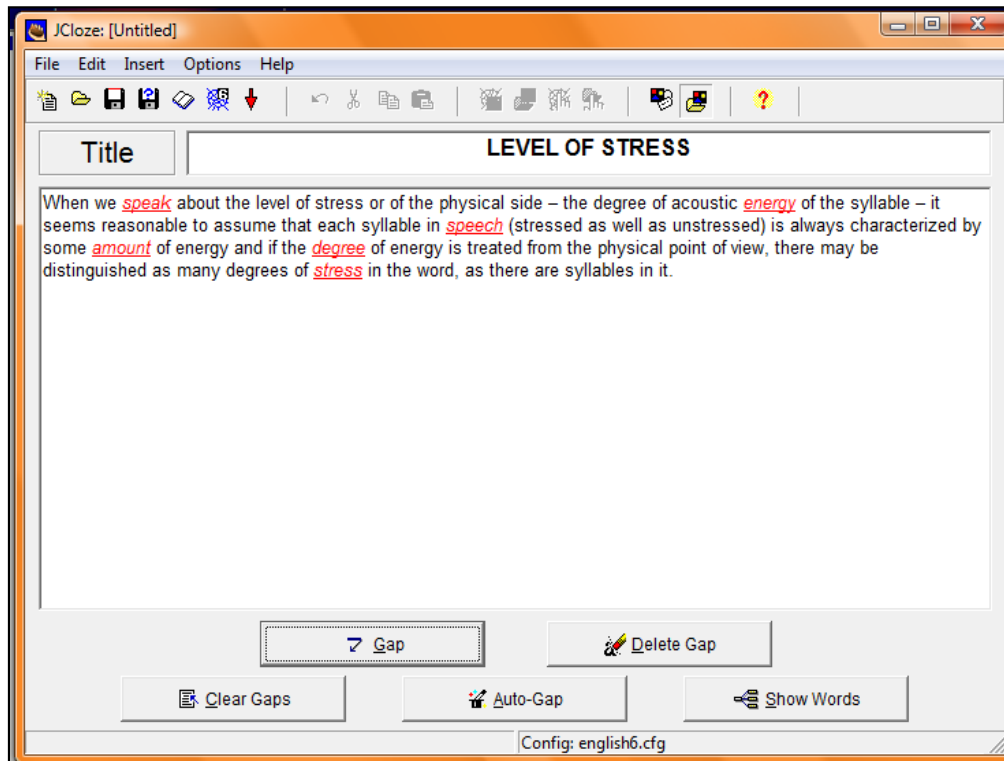 JCloze: [Untitled]
File Edit Insert Options Help
Title
LEVEL OF STRESS
When we speak about the level of stress or of the physical side – the degree of acoustic energy of the syllable – it
seems reasonable to assume that each syllable in speech (stressed as well as unstressed) is always characterized by
some amount of energy and if the degree of energy is treated from the physical point of view, there may be
distinguished as many degrees of stress in the word, as there are syllables in it.
Gap Delete Gap
Clear Gaps Auto-Gap Show Words
Config: english6.cfg